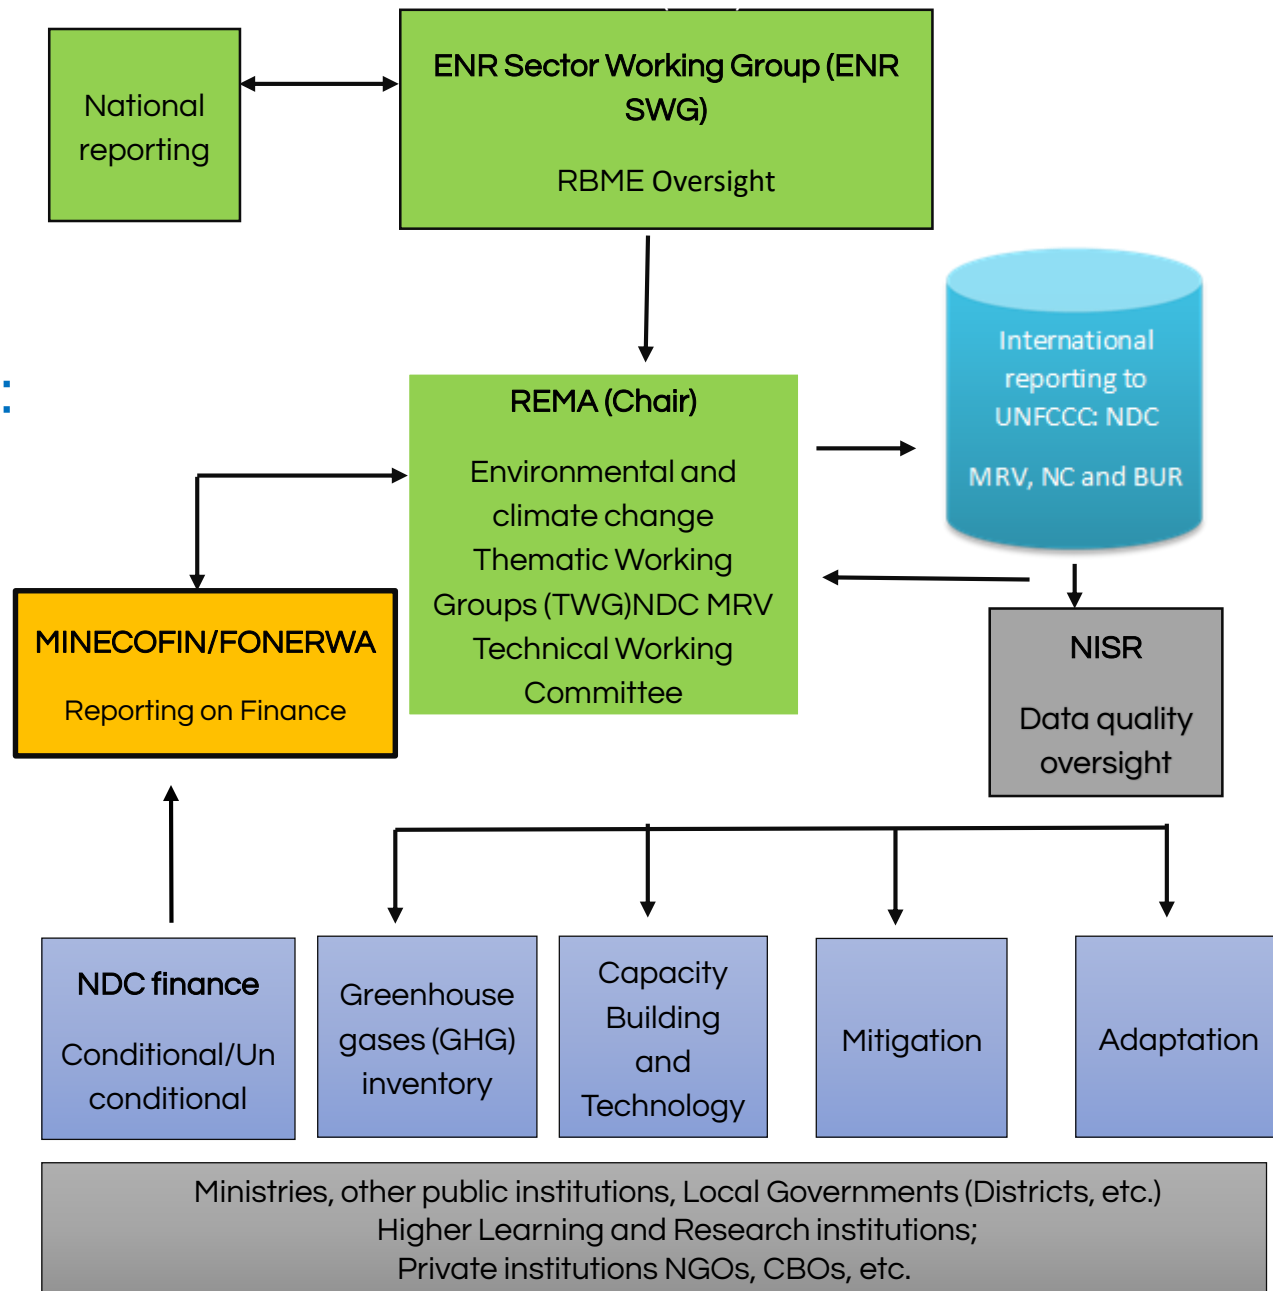 ENR Sector Working Group (ENR
SWG)
RBME Oversight
National
reporting
:
International
reporting to
UNFCCC: NDC
MRV, NC and BUR
REMA (Chair)
Environmental and
climate change
Thematic Working
Groups (TWG)NDC MRV
Technical Working
Committee
MINECOFIN/FONERWA
Reporting on Finance
NISR
Data quality
oversight
NDC finance
Conditional/Un
conditional
Greenhouse
gases (GHG)
inventory
Capacity
Building
and
Technology
Mitigation
Adaptation
Ministries, other public institutions, Local Governments (Districts, etc.)
Higher Learning and Research institutions;
Private institutions NGOs, CBOs, etc.